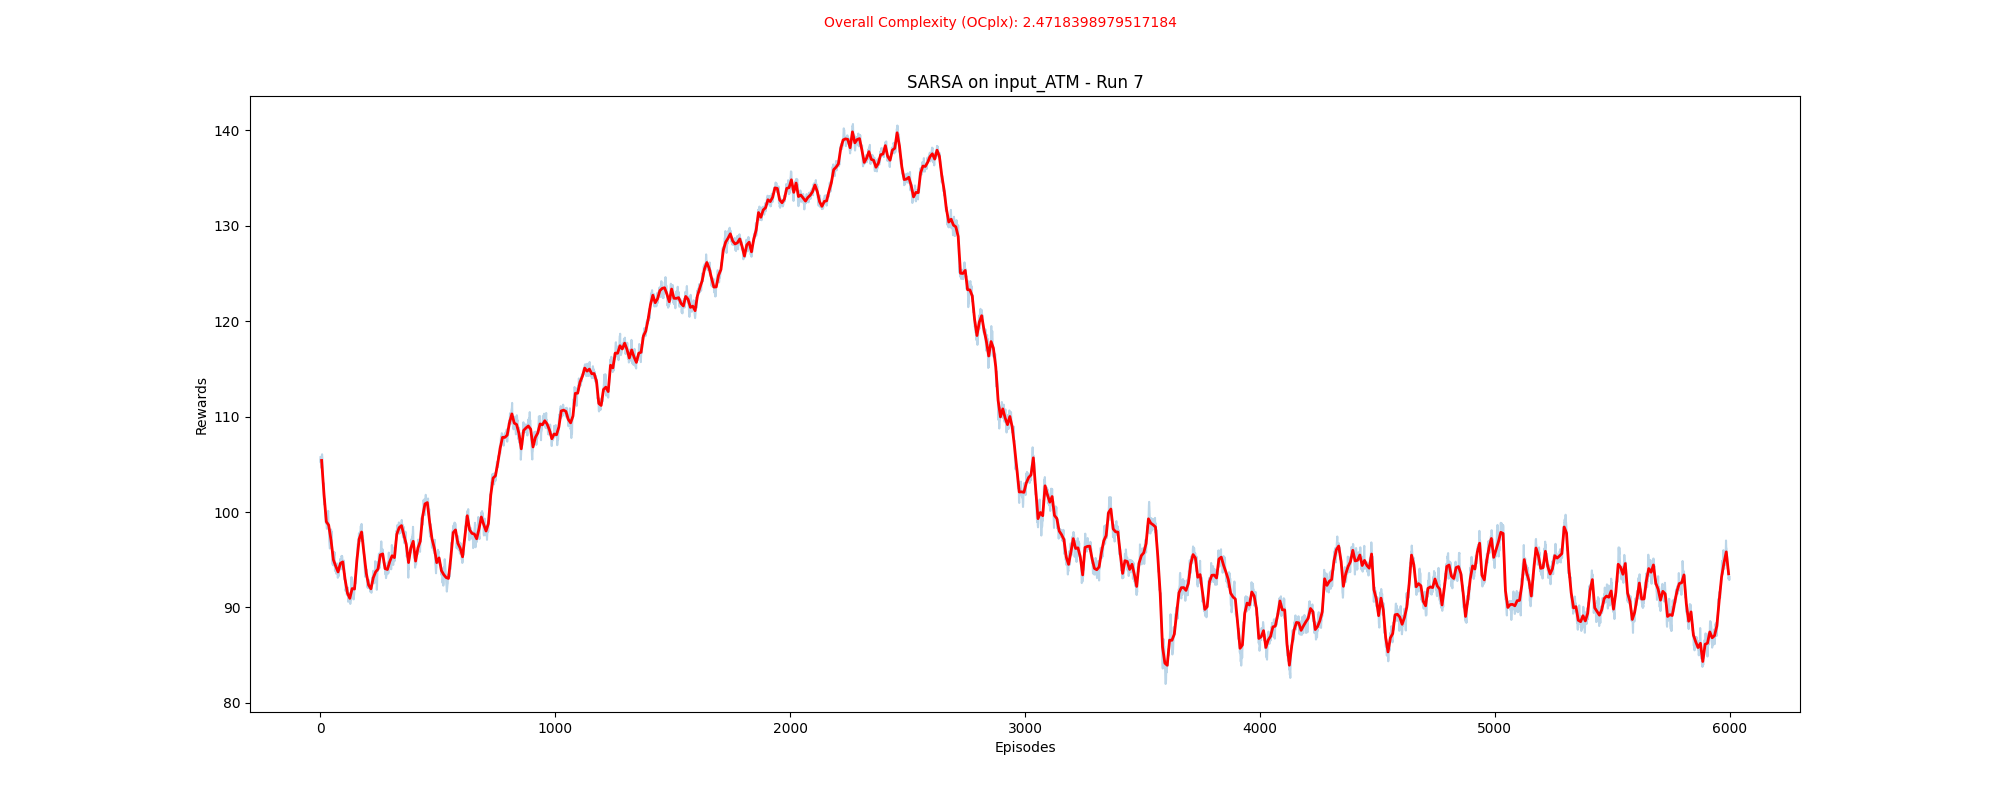 Overall Complexity (OCplx): 2.4718398979517184
SARSA on input_ATM - Run 7
140
130
120
110
100
90
80
Rewards
0 1000 2000 3000 4000 5000 6000
Episodes